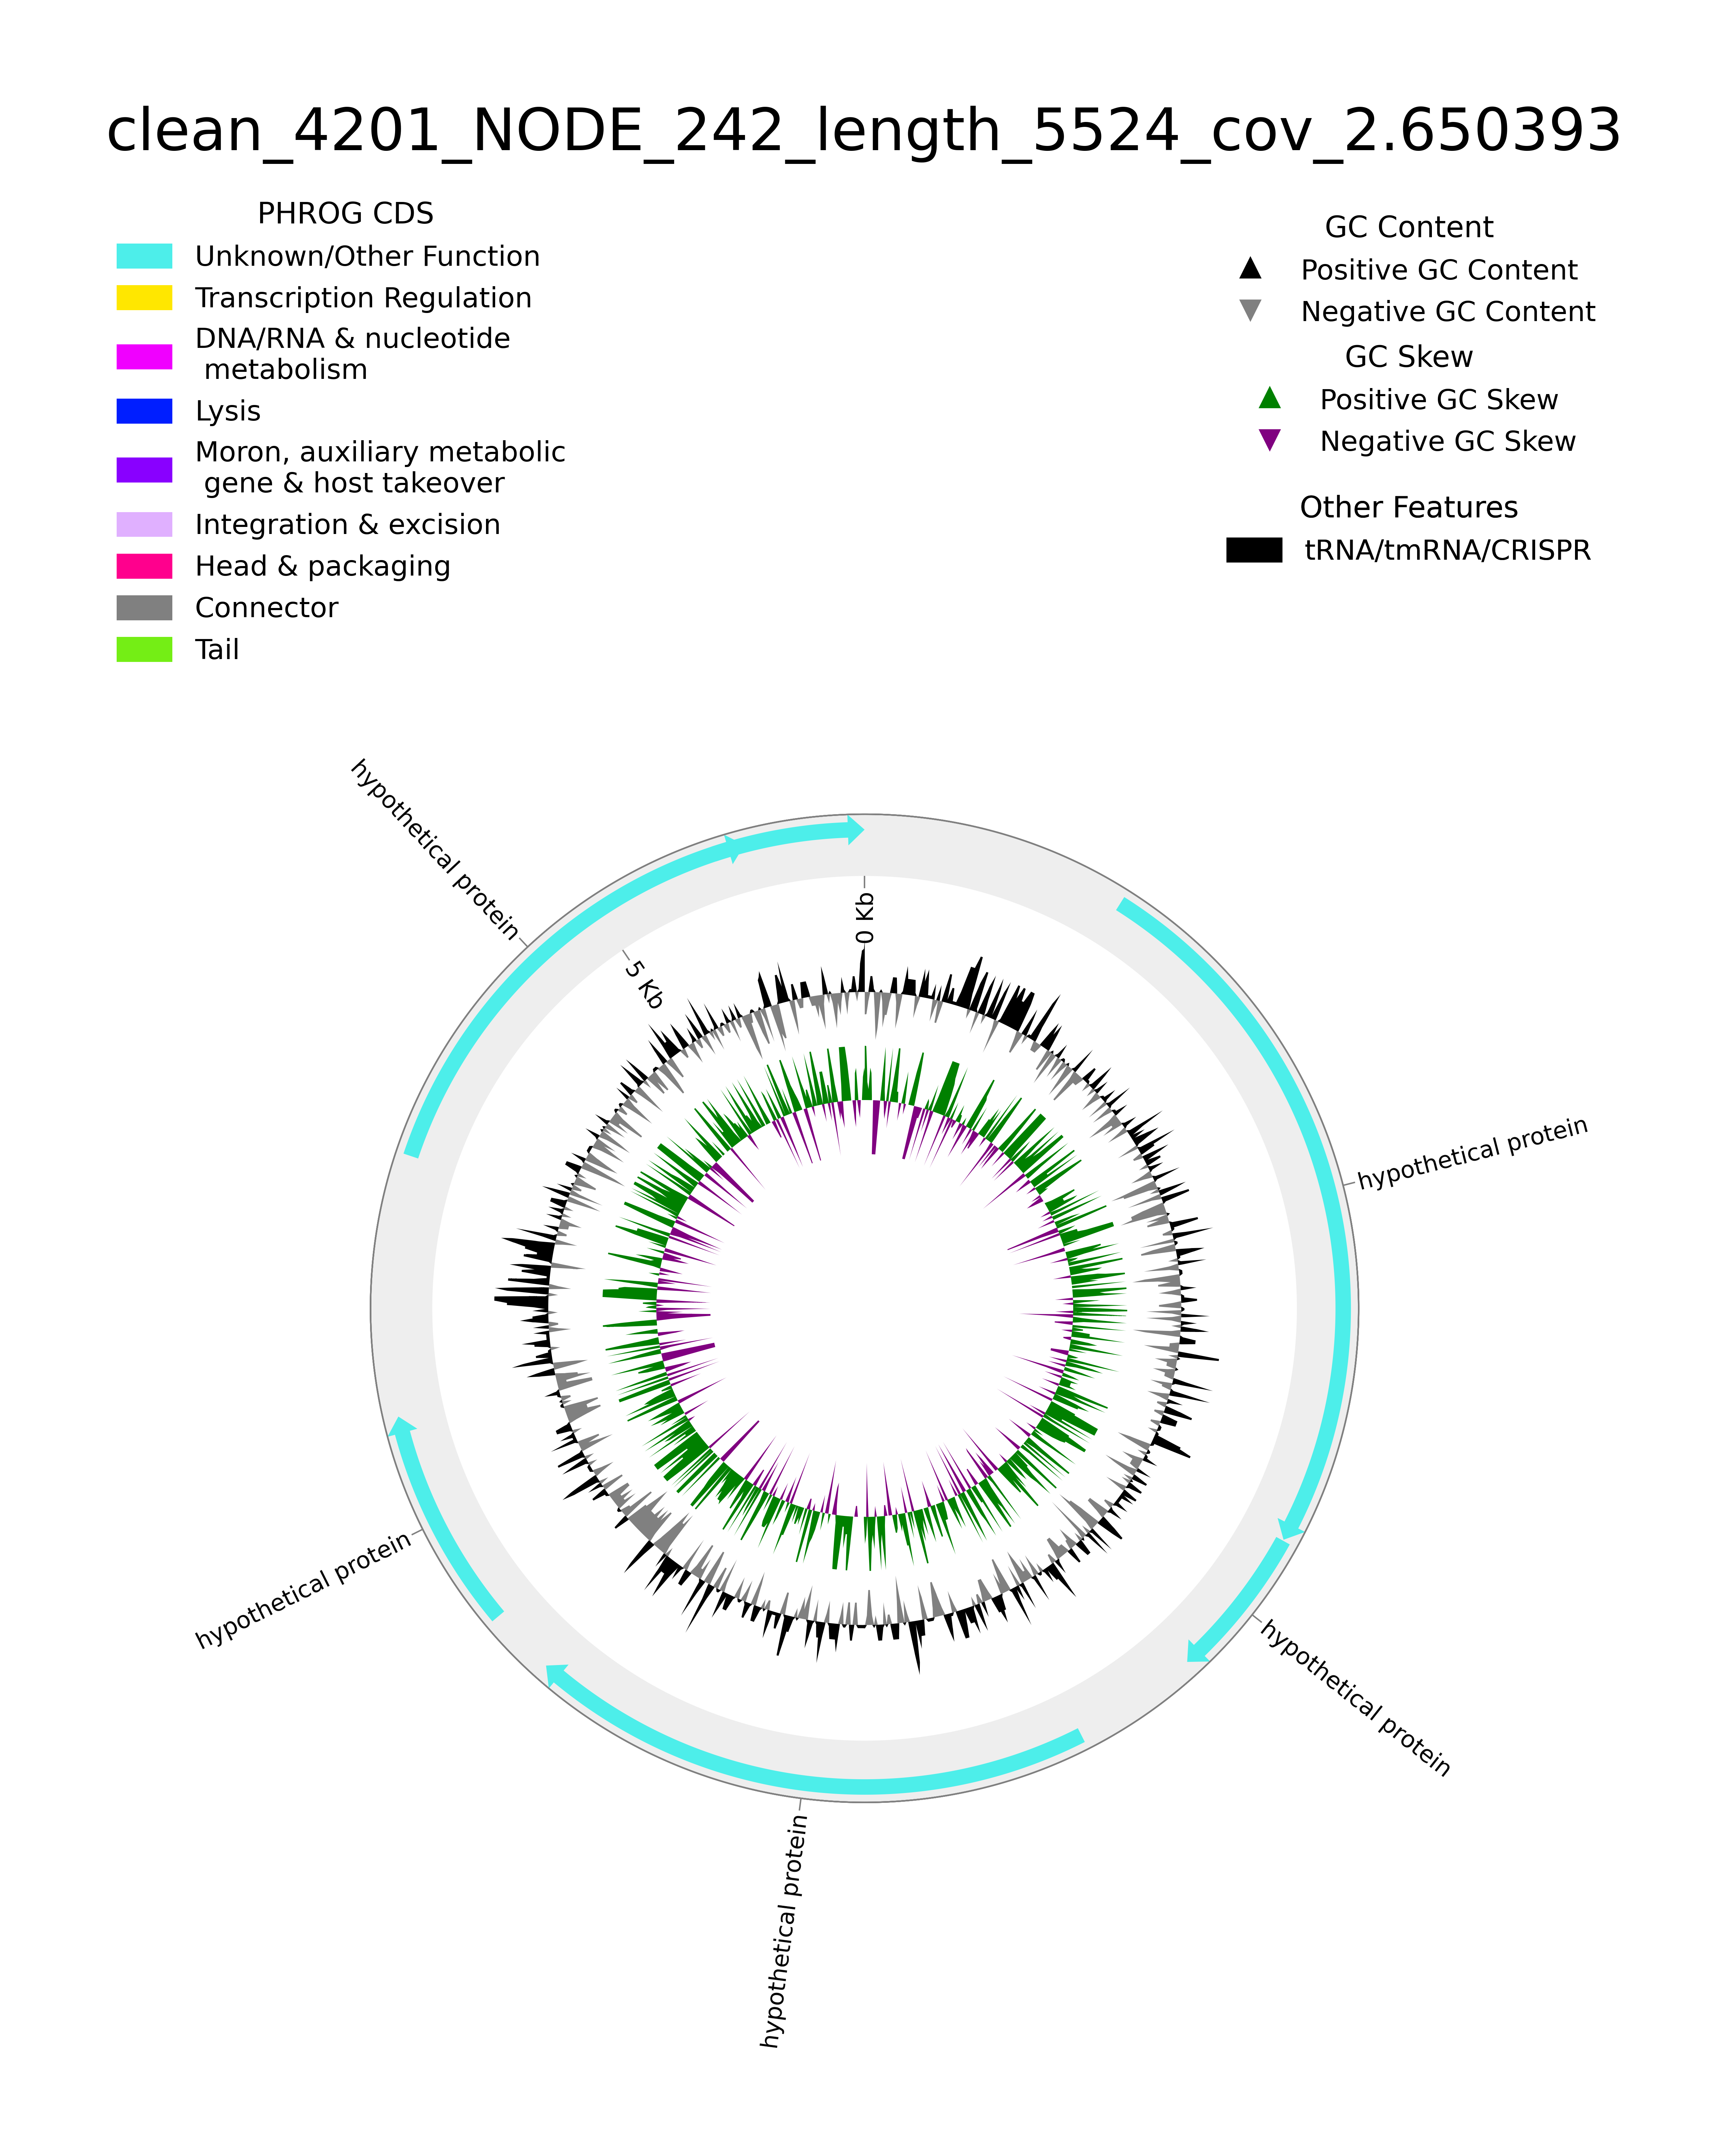 clean_4201_NODE_242_length_5524_cov_2.650393
PHROG CDS
Unknown/Other Function
Transcription Regulation
DNA/RNA & nucleotide
metabolism
Lysis
Moron, auxiliary metabolic
gene & host takeover
Integration & excision
Head & packaging
Connector
Tail
GC Content
Positive GC Content
Negative GC Content
GC Skew
Positive GC Skew
Negative GC Skew
Other Features
tRNA/tmRNA/CRISPR
hypothetical protein
0 Kb
5 Kb
hypothetical protein
hypothetical protein
hypothetical protein
hypothetical protein